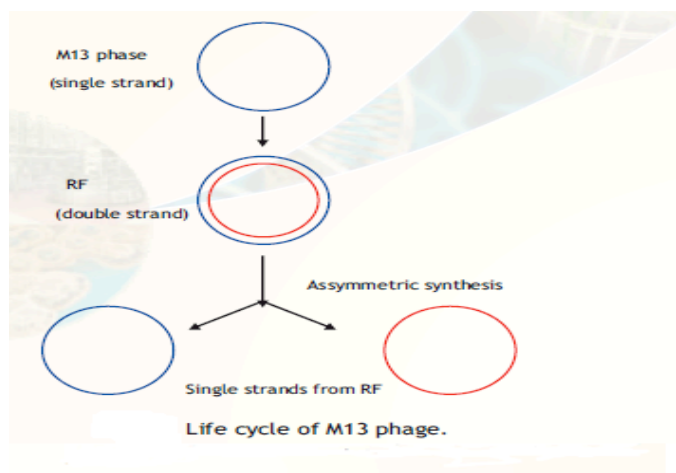 M13 phase
(single strand)
RF
(double strand)
Assymmetric synthesis
Single strands from RF
Life cycle of M13 phage.